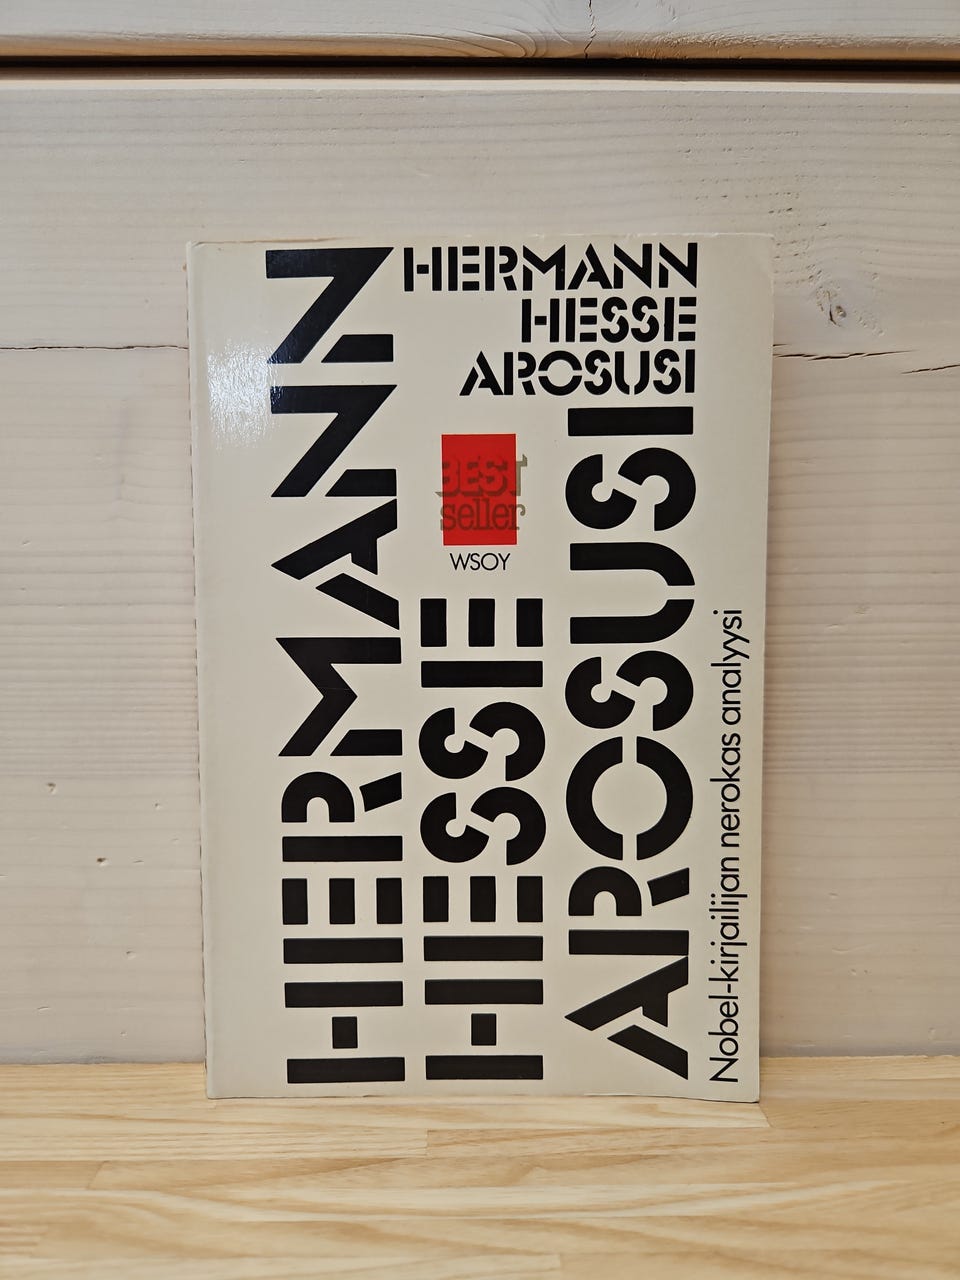 HERMANN
HESSE
AROSUSI
BEST
seller
WSOY
HERMANN
HESSE
AROSUSI
Nobel-kirjailijan nerokas analyysi